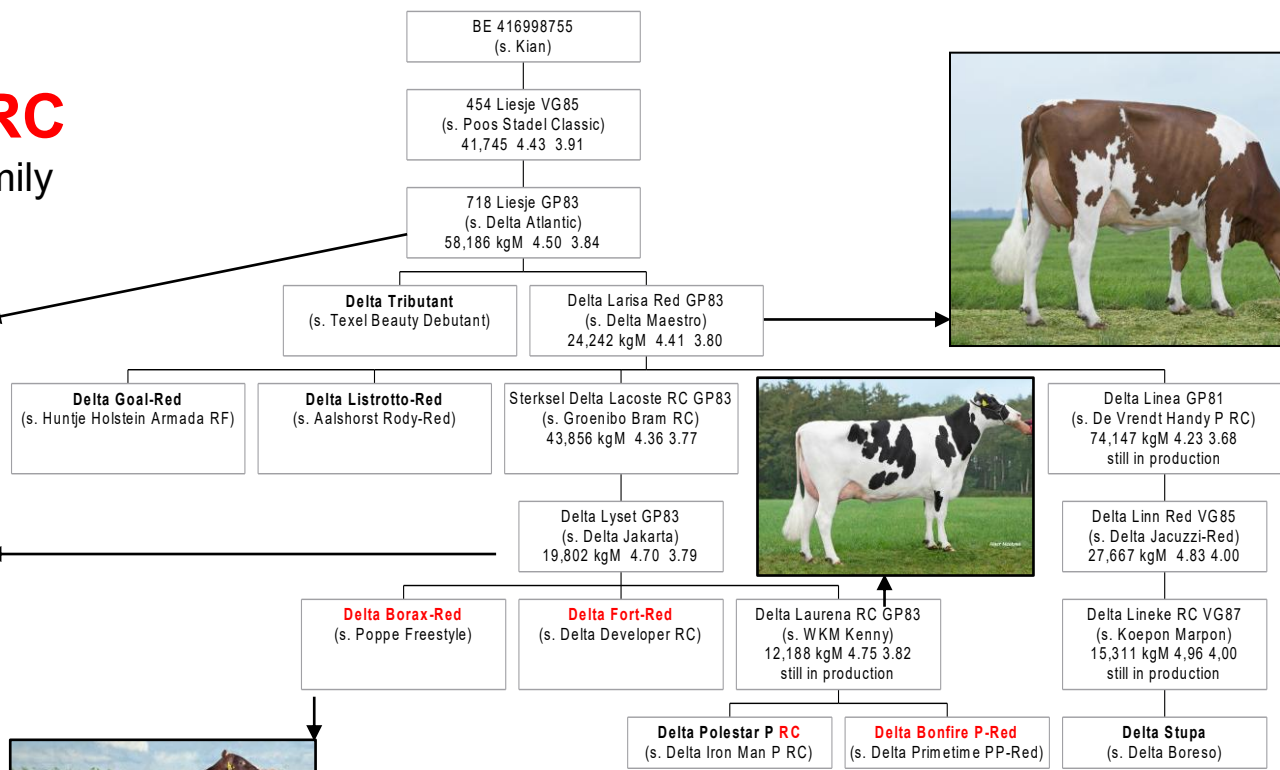 BE 416998755
(s. Kian)
RC
mily
454 Liesje VG85
(s. Poos Stadel Classic)
41,745 4.43 3.91
718 Liesje GP83
(s. Delta Atlantic)
58,186 kgM 4.50 3.84
Delta Tributant
(s. Texel Beauty Debutant)
Delta Larisa Red GP83
(s. Delta Maestro)
24,242 kgM 4.41 3.80
Delta Goal-Red
(s. Huntje Holstein Armada RF)
Delta Listrotto-Red
(s. Aalshorst Rody-Red)
Sterksel Delta Lacoste RC GP83
(s. Groenibo Bram RC)
43,856 kgM 4.36 3.77
Delta Linea GP81
(s. De Vrendt Handy P RC)
74,147 kgM 4.23 3.68
still in production
Delta Lyset GP83
(s. Delta Jakarta)
19,802 kgM 4.70 3.79
Delta Linn Red VG85
(s. Delta Jacuzzi-Red)
27,667 kgM 4.83 4.00
Delta Borax-Red
(s. Poppe Freestyle)
Delta Fort-Red
(s. Delta Developer RC)
Delta Laurena RC GP83
(s. WKM Kenny)
12,188 kgM 4.75 3.82
still in production
Delta Lineke RC VG87
(s. Koepon Marpon)
15,311 kgM 4,96 4,00
still in production
Delta Polestar P RC
(s. Delta Iron Man P RC)
Delta Bonfire P-Red
(s. Delta Primetime PP-Red)
Delta Stupa
(s. Delta Boreso)